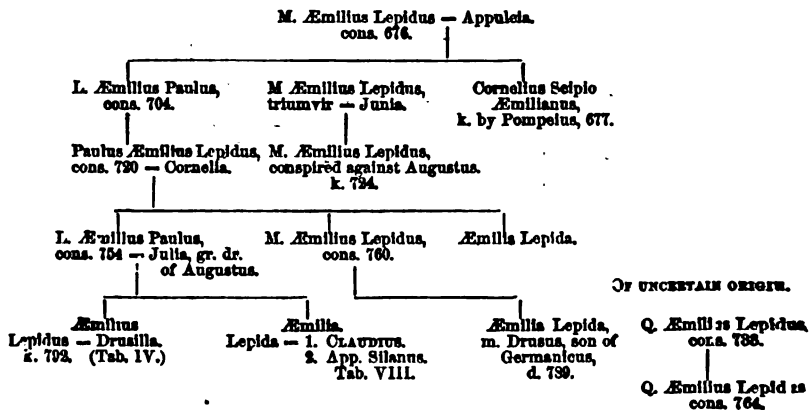 M. Æmilius Lepidus — Appuleia.
cons. 676.
L. Æmilius Paulus,
cons. 704.
M Æmilius Lepidus,
triumvir — Junia.
Cornelius Scipio
Æmilianus,
k. by Pompeius, 677.
Paulus Æmilius Lepidus,
cons. 720 — Cornelia.
M. Æmilius Lepidus,
conspired against Augustus.
k. 724.
L. Æmilius Paulus,
cons. 754 — Julia, gr. dr.
of Augustus.
M. Æmilius Lepidus,
cons. 760.
Æmilia Lepida.
OF UNCERTAIN ORIGIN.
Æmilius
Lepidus — Drusilla.
k. 792. (Tab. IV.)
Æmilia
Lepida — 1. CLAUDIUS.
2. App. Silanus.
Tab. VIII.
Æmilia Lepida,
m. Drusus, son of
Germanicus,
d.
Q. Æmilius Lepidus,
cons.
Q. Æmilius Lepidus
cons. 764.